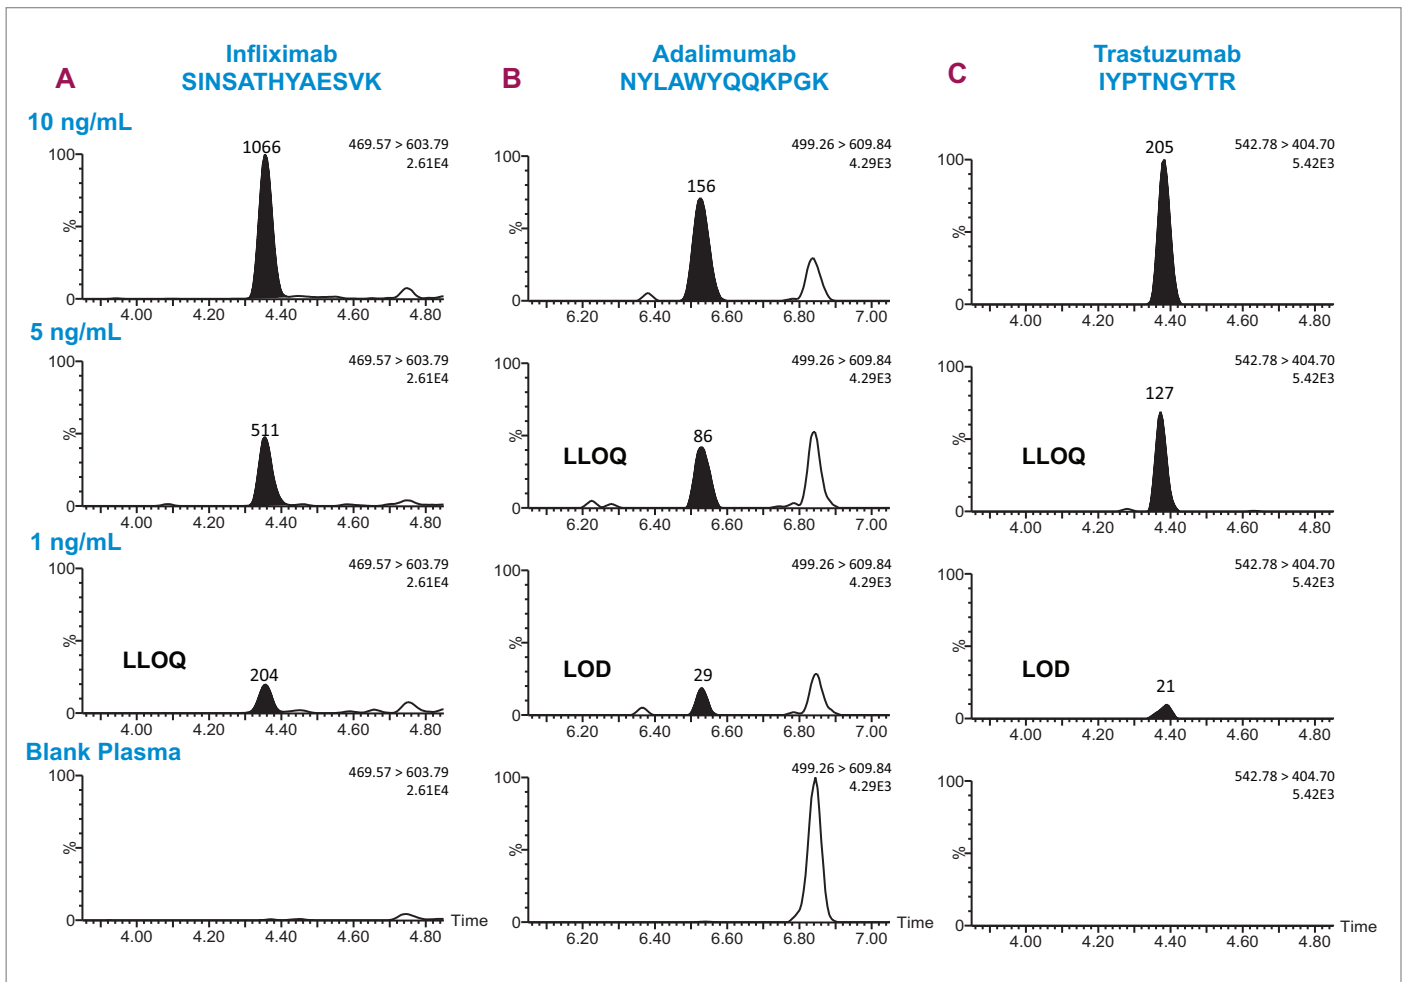 A
Infliximab
SINSATHYAESVK
B
Adalimumab
NYLAWYQQKPGK
C
Trastuzumab
IYPTNGYTR
10 ng/mL
100
%
0
1066
469.57 > 603.79
2.61E4
4.00 4.20 4.40 4.60 4.80
100
%
0
156
499.26 > 609.84
4.29E3
6.20 6.40 6.60 6.80 7.00
100
%
0
205
542.78 > 404.70
5.42E3
4.00 4.20 4.40 4.60 4.80
5 ng/mL
100
%
0
511
469.57 > 603.79
2.61E4
4.00 4.20 4.40 4.60 4.80
100
%
0
LLOQ
86
499.26 > 609.84
4.29E3
6.20 6.40 6.60 6.80 7.00
100
%
0
LLOQ
127
542.78 > 404.70
5.42E3
4.00 4.20 4.40 4.60 4.80
1 ng/mL
100
%
0
LLOQ
204
469.57 > 603.79
2.61E4
4.00 4.20 4.40 4.60 4.80
100
%
0
LOD
29
499.26 > 609.84
4.29E3
6.20 6.40 6.60 6.80 7.00
100
%
0
LOD
21
542.78 > 404.70
5.42E3
4.00 4.20 4.40 4.60 4.80
Blank Plasma
100
%
0
469.57 > 603.79
2.61E4
Time
4.00 4.20 4.40 4.60 4.80
100
%
0
499.26 > 609.84
4.29E3
Time
6.20 6.40 6.60 6.80 7.00
100
%
0
542.78 > 404.70
5.42E3
Time
4.00 4.20 4.40 4.60 4.80